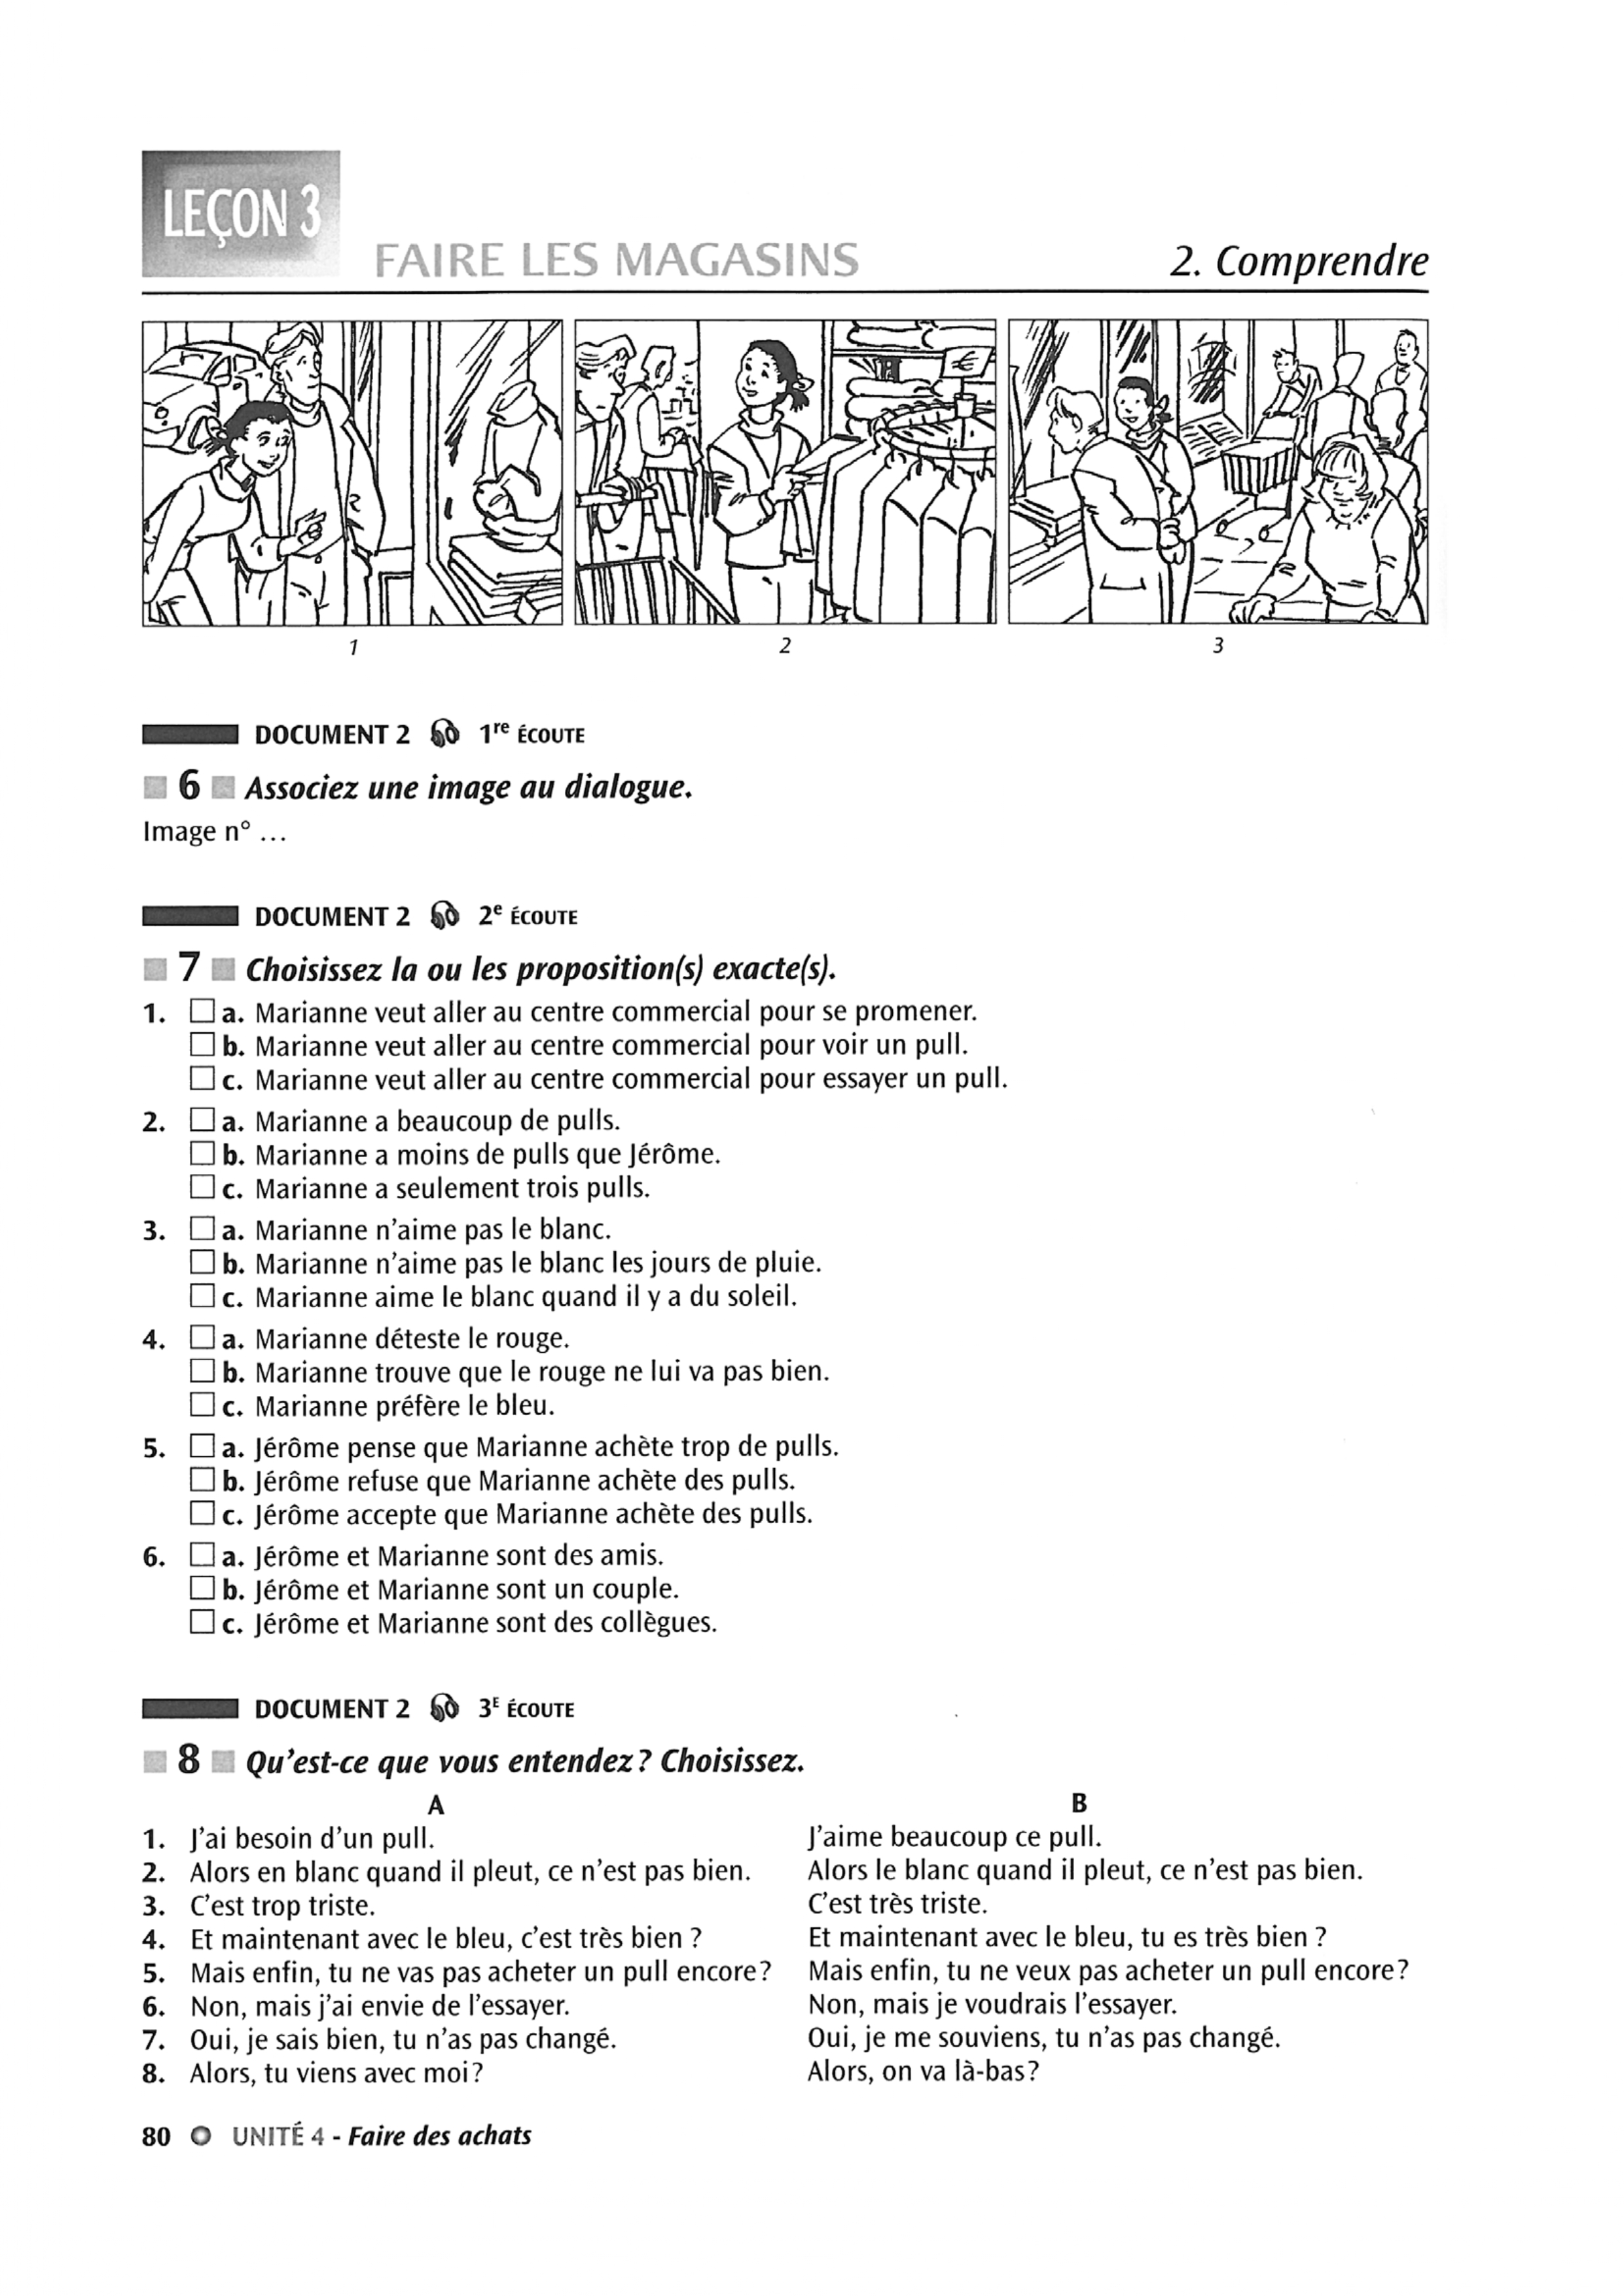 LEÇON 3
FAIRE LES MAGASINS
2. Comprendre
1
2
3
DOCUMENT 2 1re ÉCOUTE
6 Associez une image au dialogue.
Image n° ...
DOCUMENT 2 2e ÉCOUTE
7 Choisissez la ou les proposition(s) exacte(s).
1. a. Marianne veut aller au centre commercial pour se promener.
b. Marianne veut aller au centre commercial pour voir un pull.
c. Marianne veut aller au centre commercial pour essayer un pull.
2. a. Marianne a beaucoup de pulls.
b. Marianne a moins de pulls que Jérôme.
c. Marianne a seulement trois pulls.
3. a. Marianne n'aime pas le blanc.
b. Marianne n'aime pas le blanc les jours de pluie.
c. Marianne aime le blanc quand il y a du soleil.
4. a. Marianne déteste le rouge.
b. Marianne trouve que le rouge ne lui va pas bien.
c. Marianne préfère le bleu.
5. a. Jérôme pense que Marianne achète trop de pulls.
b. Jérôme refuse que Marianne achète des pulls.
c. Jérôme accepte que Marianne achète des pulls.
6. a. Jérôme et Marianne sont des amis.
b. Jérôme et Marianne sont un couple.
c. Jérôme et Marianne sont des collègues.
DOCUMENT 2 3E ÉCOUTE
8 Qu'est-ce que vous entendez ? Choisissez.
A B
1. J'ai besoin d'un pull. J'aime beaucoup ce pull.
2. Alors en blanc quand il pleut, ce n'est pas bien. Alors le blanc quand il pleut, ce n'est pas bien.
3. C'est trop triste. C'est très triste.
4. Et maintenant avec le bleu, c'est très bien ? Et maintenant avec le bleu, tu es très bien ?
5. Mais enfin, tu ne vas pas acheter un pull encore ? Mais enfin, tu ne veux pas acheter un pull encore ?
6. Non, mais j'ai envie de l'essayer. Non, mais je voudrais l'essayer.
7. Oui, je sais bien, tu n'as pas changé. Oui, je me souviens, tu n'as pas changé.
8. Alors, tu viens avec moi ? Alors, on va là-bas ?
80 UNITÉ 4 - Faire des achats